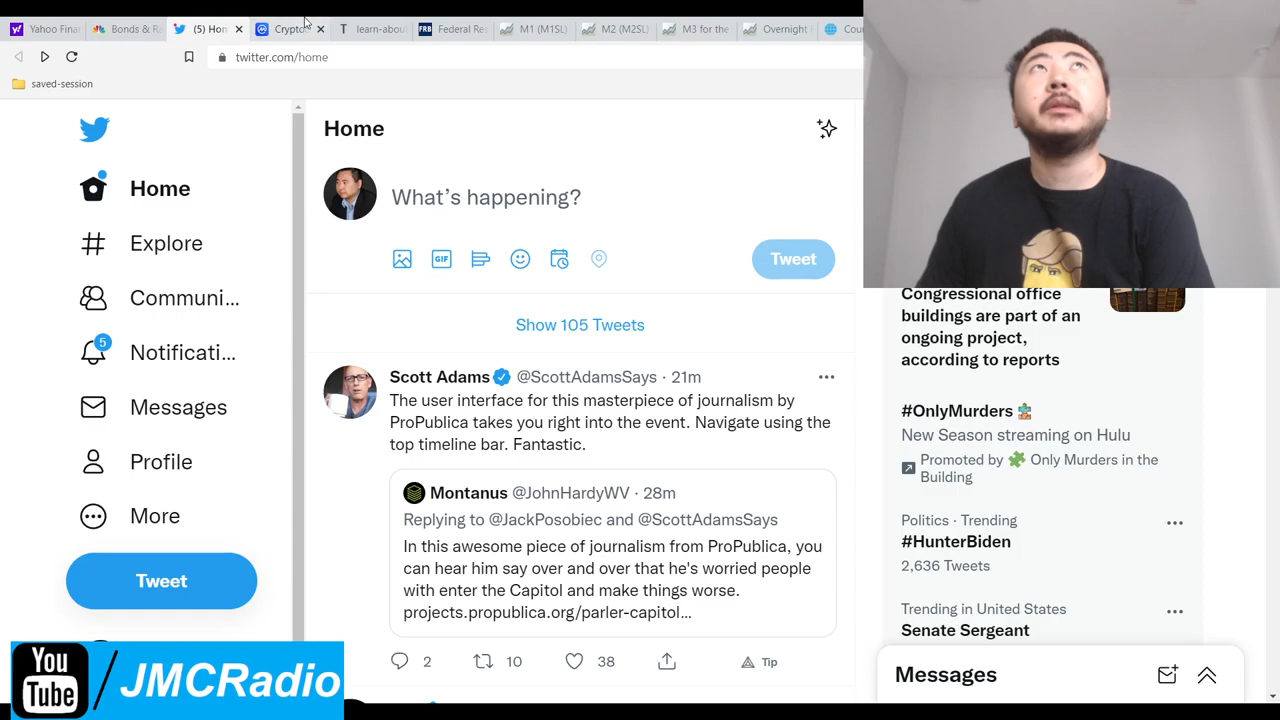 Yahoo Fina
Bonds & Ra
(5) Hom
Crypto
learn-abou
FRB
Federal Res
M1 (M1SL)
M2 (M2SL)
M3 for the
Overnight
Cour
twitter.com/home
saved-session
Home
What's happening?
GIF
Tweet
Show 105 Tweets
Home
Explore
Communi...
5
Notificati...
Messages
Profile
More
Tweet
Scott Adams @ScottAdamsSays · 21m
The user interface for this masterpiece of journalism by
ProPublica takes you right into the event. Navigate using the
top timeline bar. Fantastic.
Montanus @JohnHardyWV · 28m
Replying to @JackPosobiec and @ScottAdamsSays
In this awesome piece of journalism from ProPublica, you
can hear him say over and over that he's worried people
with enter the Capitol and make things worse.
projects.propublica.org/parler-capitol...
2
10
38
Tip
Congressional office
buildings are part of an
ongoing project,
according to reports
#OnlyMurders
New Season streaming on Hulu
Promoted by Only Murders in the
Building
Politics · Trending
#HunterBiden
2,636 Tweets
Trending in United States
Senate Sergeant
Messages
You
Tube
/JMCRadio